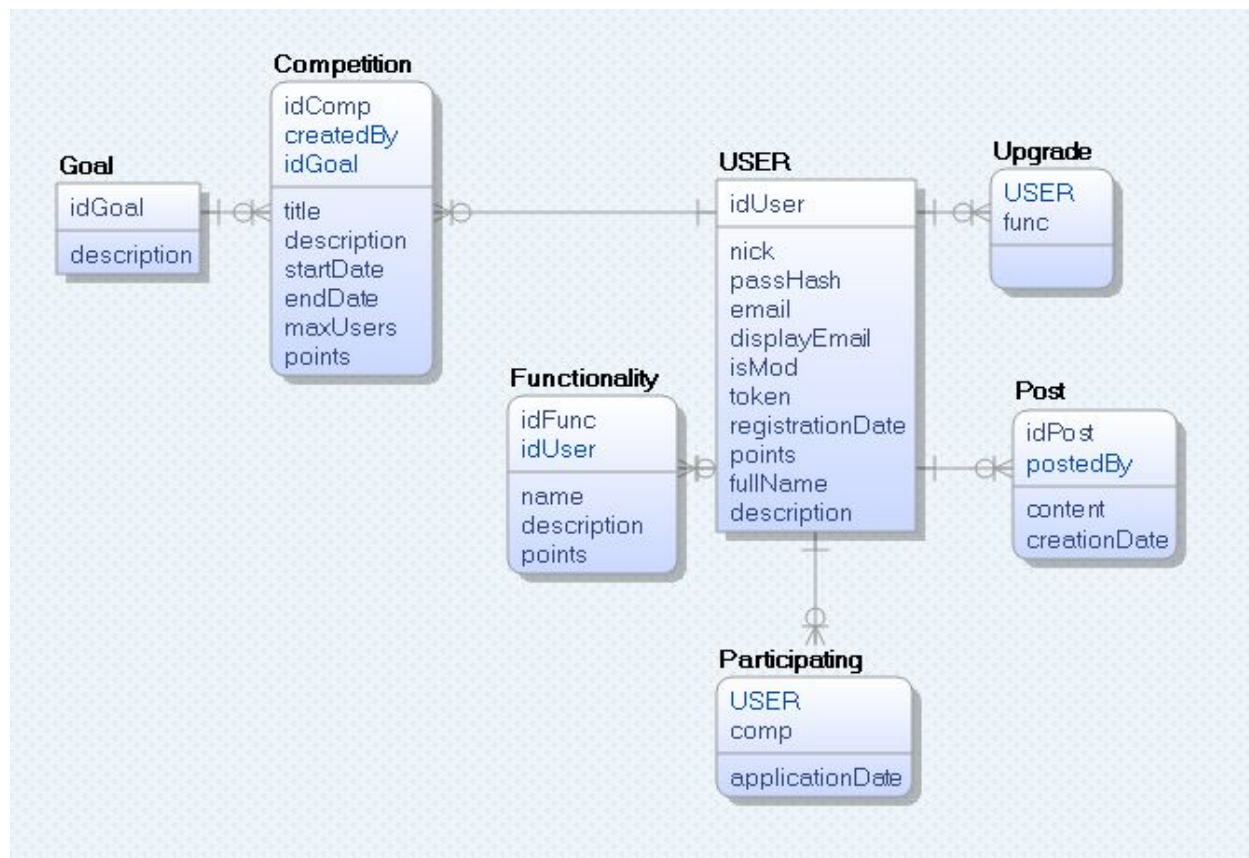 Competition
idComp
createdBy
idGoal
title
description
startDate
endDate
maxUsers
points
Goal
idGoal
description
USER
idUser
nick
passHash
email
displayEmail
isMod
token
registrationDate
points
fullName
description
Upgrade
USER
func
Functionality
idFunc
idUser
name
description
points
Post
idPost
postedBy
content
creationDate
Participating
USER
comp
applicationDate